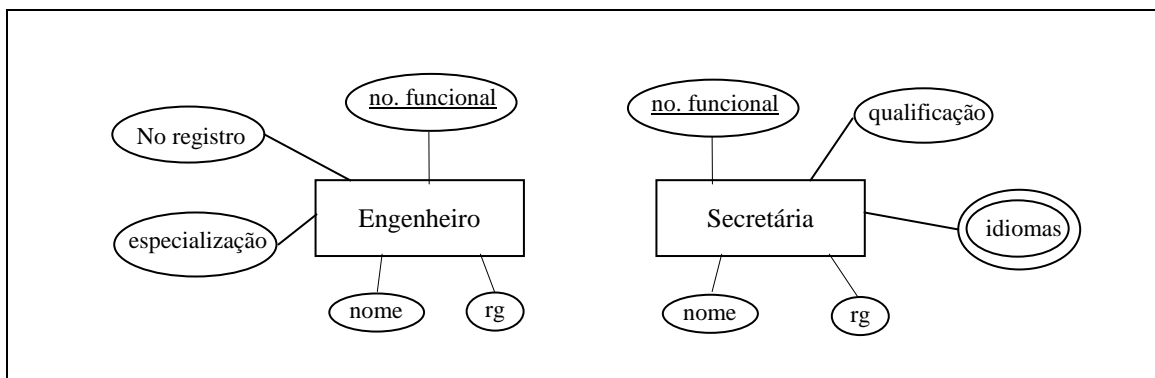 no. funcional
No registro
Engenheiro
especialização
nome
rg
no. funcional
qualificação
Secretária
idiomas
nome
rg